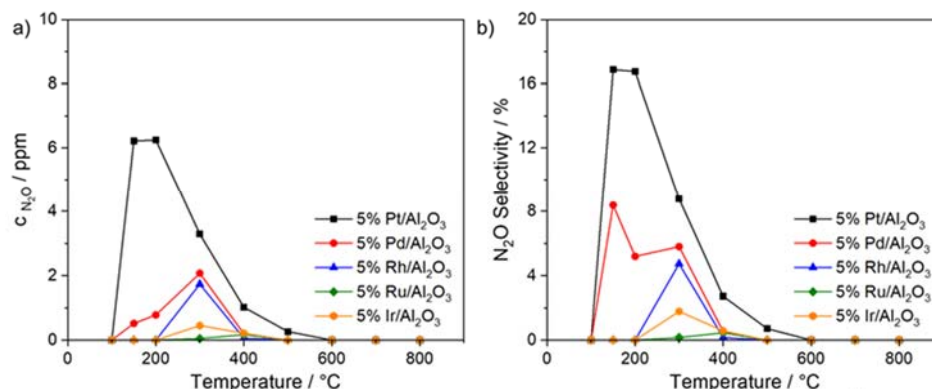 a)
10
8
6
4
2
0
c N₂O / ppm
0 200 400 600 800
Temperature / °C
5% Pt/Al₂O₃
5% Pd/Al₂O₃
5% Rh/Al₂O₃
5% Ru/Al₂O₃
5% Ir/Al₂O₃
b)
20
16
12
8
4
0
N₂O Selectivity / %
0 200 400 600 800
Temperature / °C
5% Pt/Al₂O₃
5% Pd/Al₂O₃
5% Rh/Al₂O₃
5% Ru/Al₂O₃
5% Ir/Al₂O₃